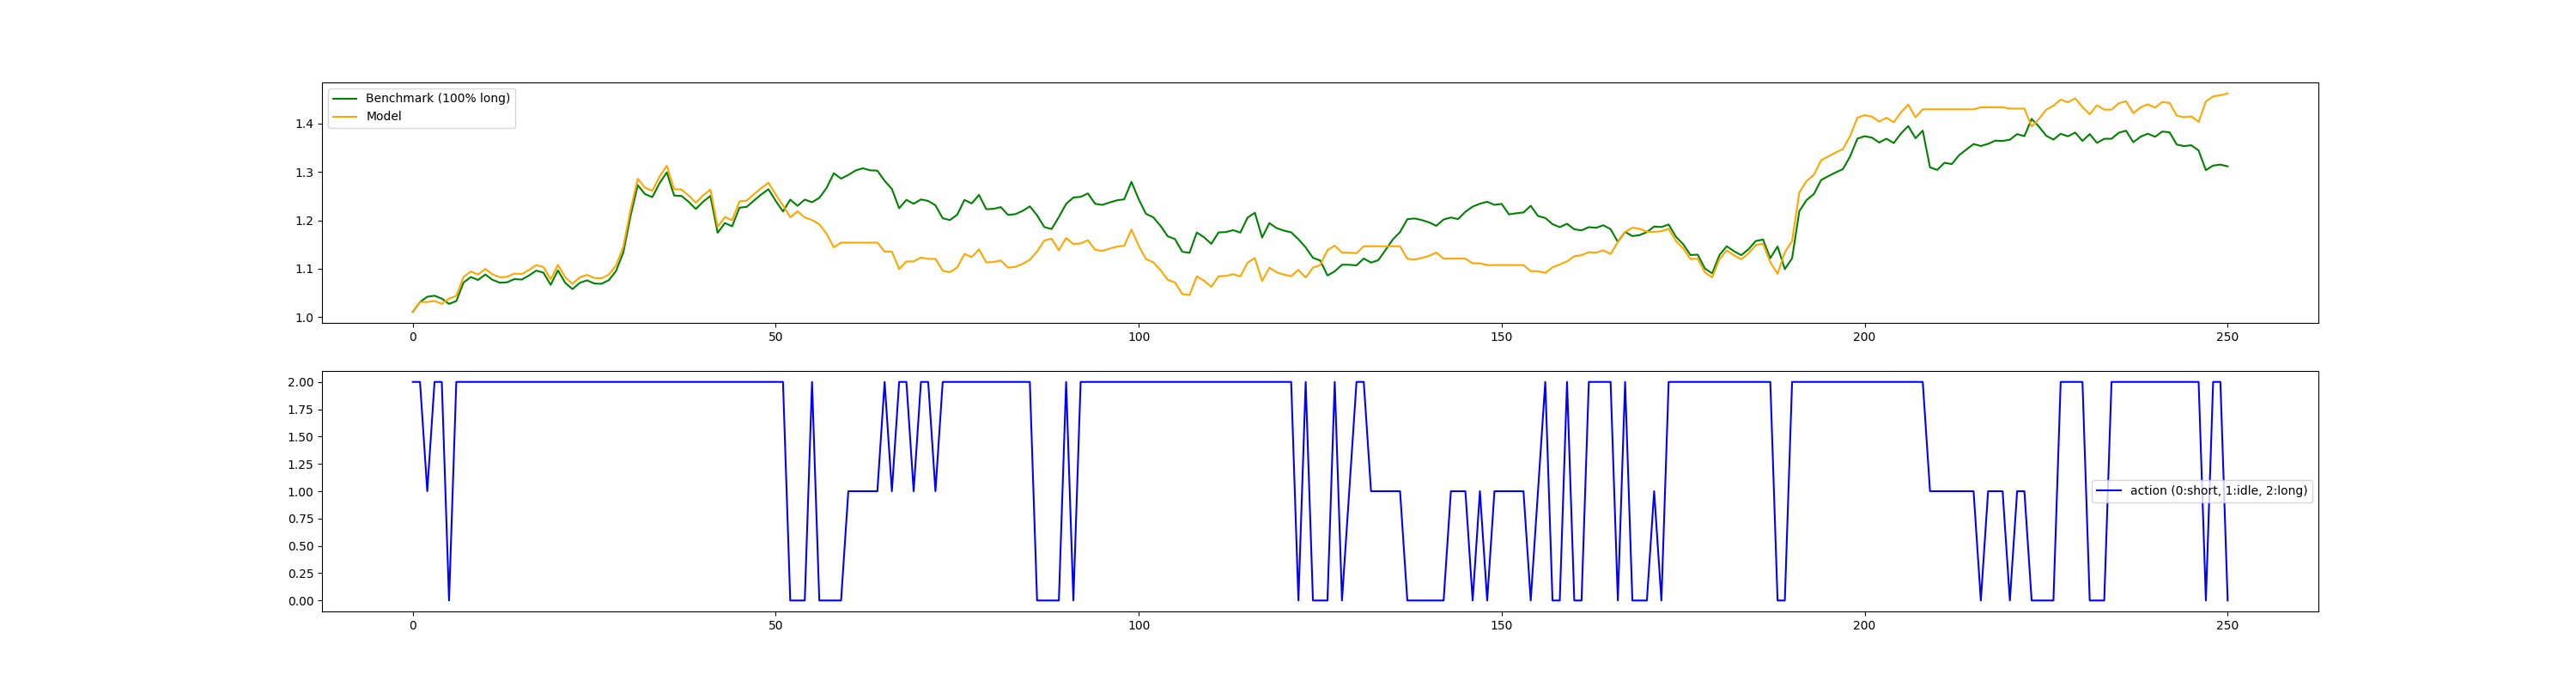 Benchmark (100% long)
Model
1.4
1.3
1.2
1.1
1.0
0 50 100 150 200 250
2.00
1.75
1.50
1.25
1.00
0.75
0.50
0.25
0.00
action (0:short, 1:idle, 2:long)
0 50 100 150 200 250